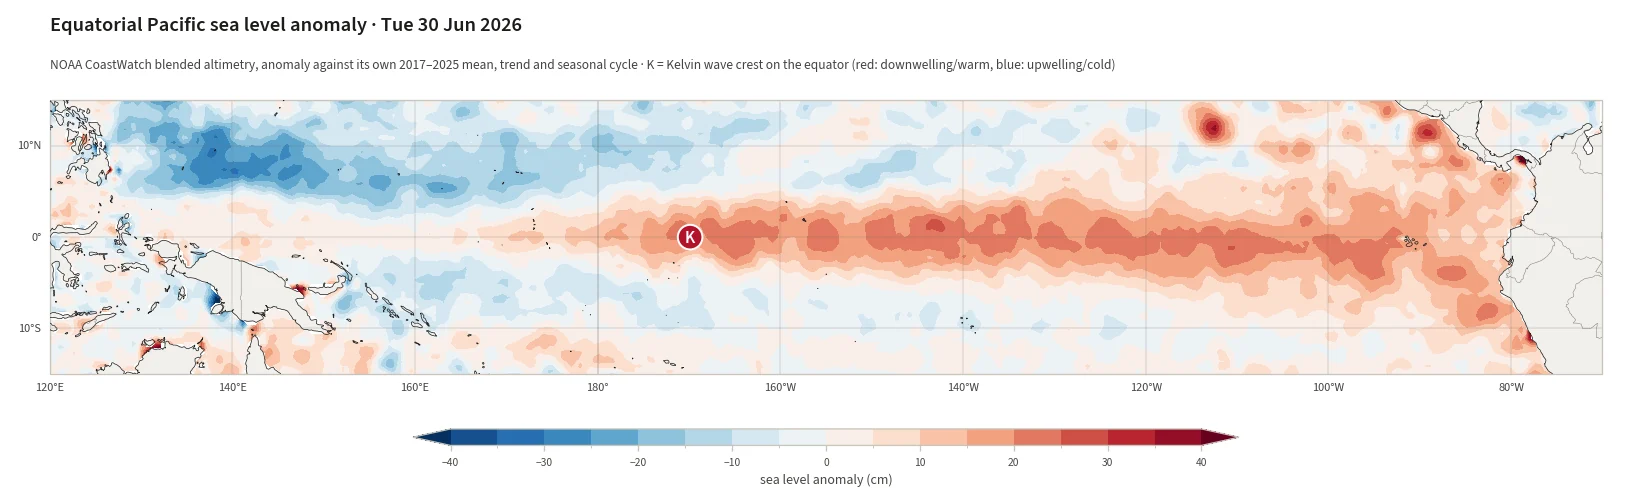 Equatorial Pacific sea level anomaly · Tue 30 Jun 2026
NOAA CoastWatch blended altimetry, anomaly against its own 2017–2025 mean, trend and seasonal cycle · K = Kelvin wave crest on the equator (red: downwelling/warm, blue: upwelling/cold)
10°N
0°
K
10°S
120°E 140°E 160°E 180° 160°W 140°W 120°W 100°W 80°W
−40 −30 −20 −10 0 10 20 30 40
sea level anomaly (cm)